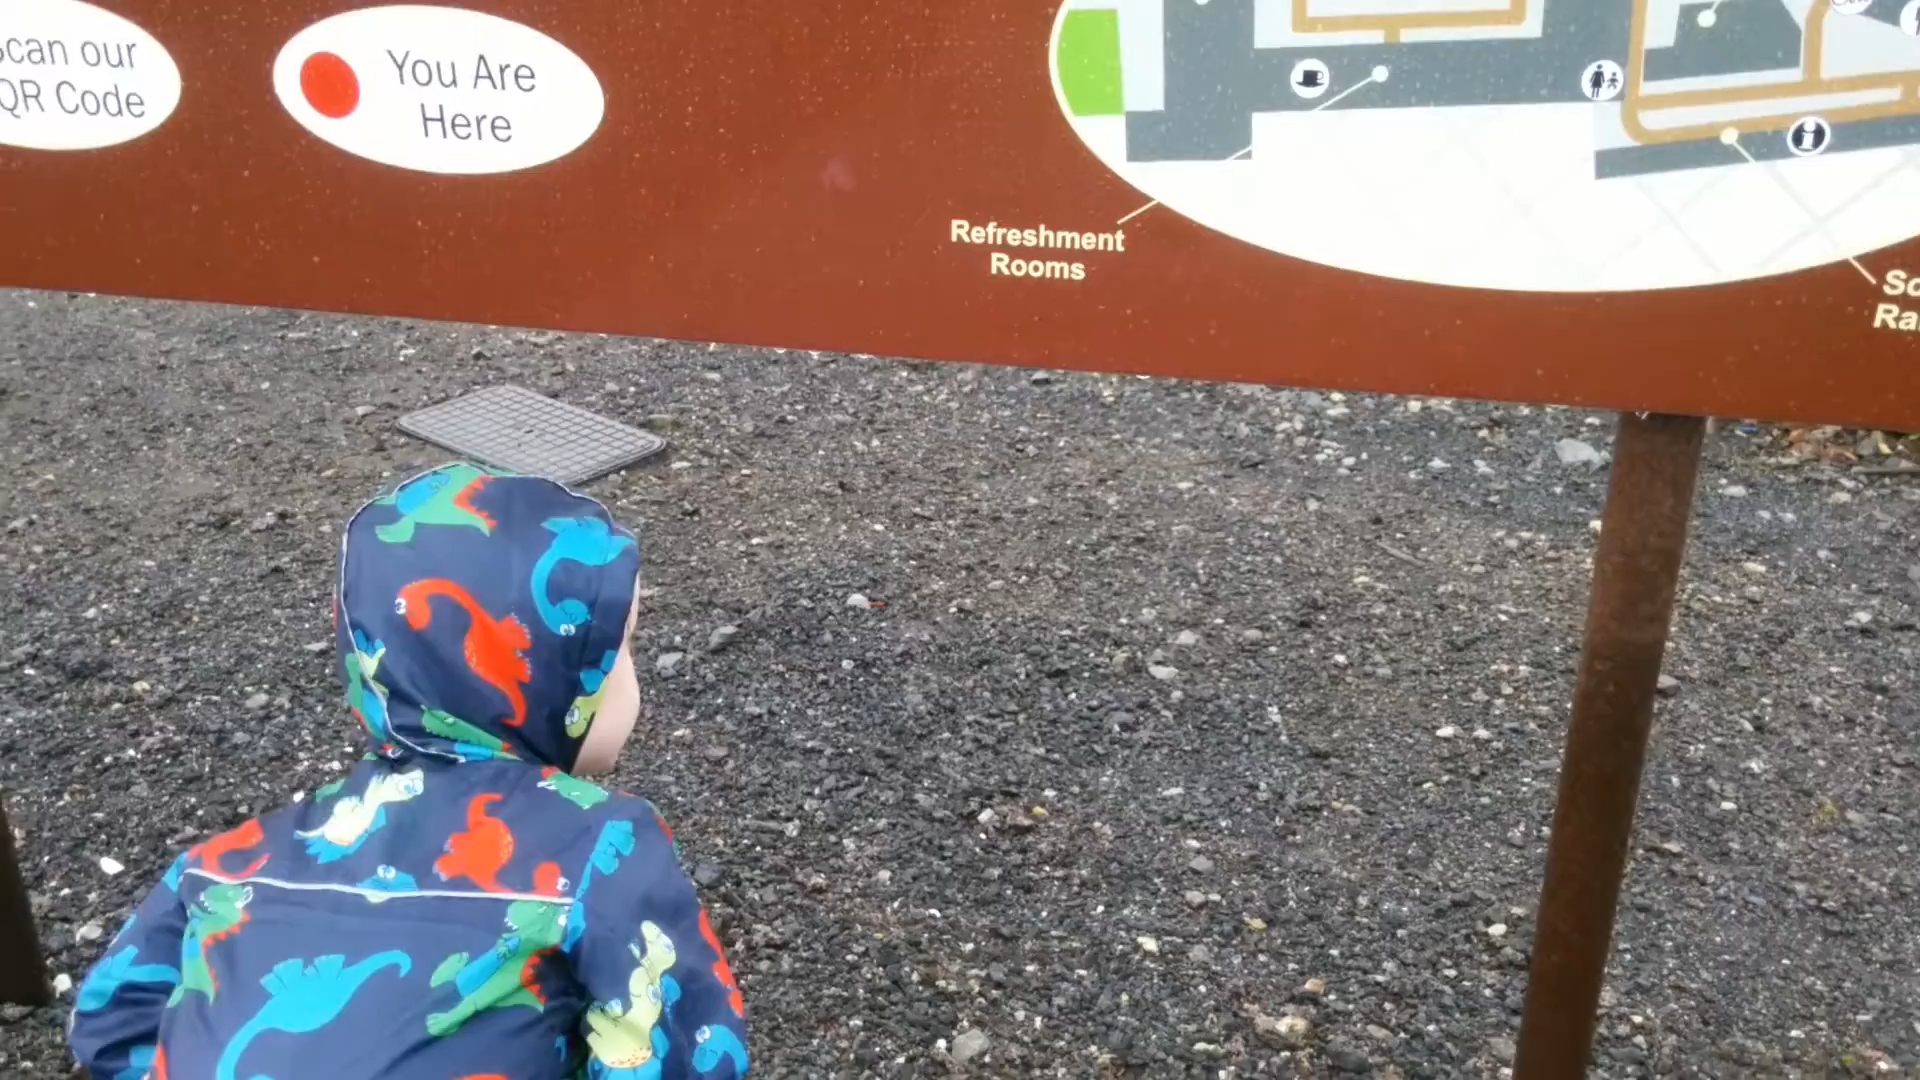 can our
QR Code
You Are
Here
Refreshment
Rooms